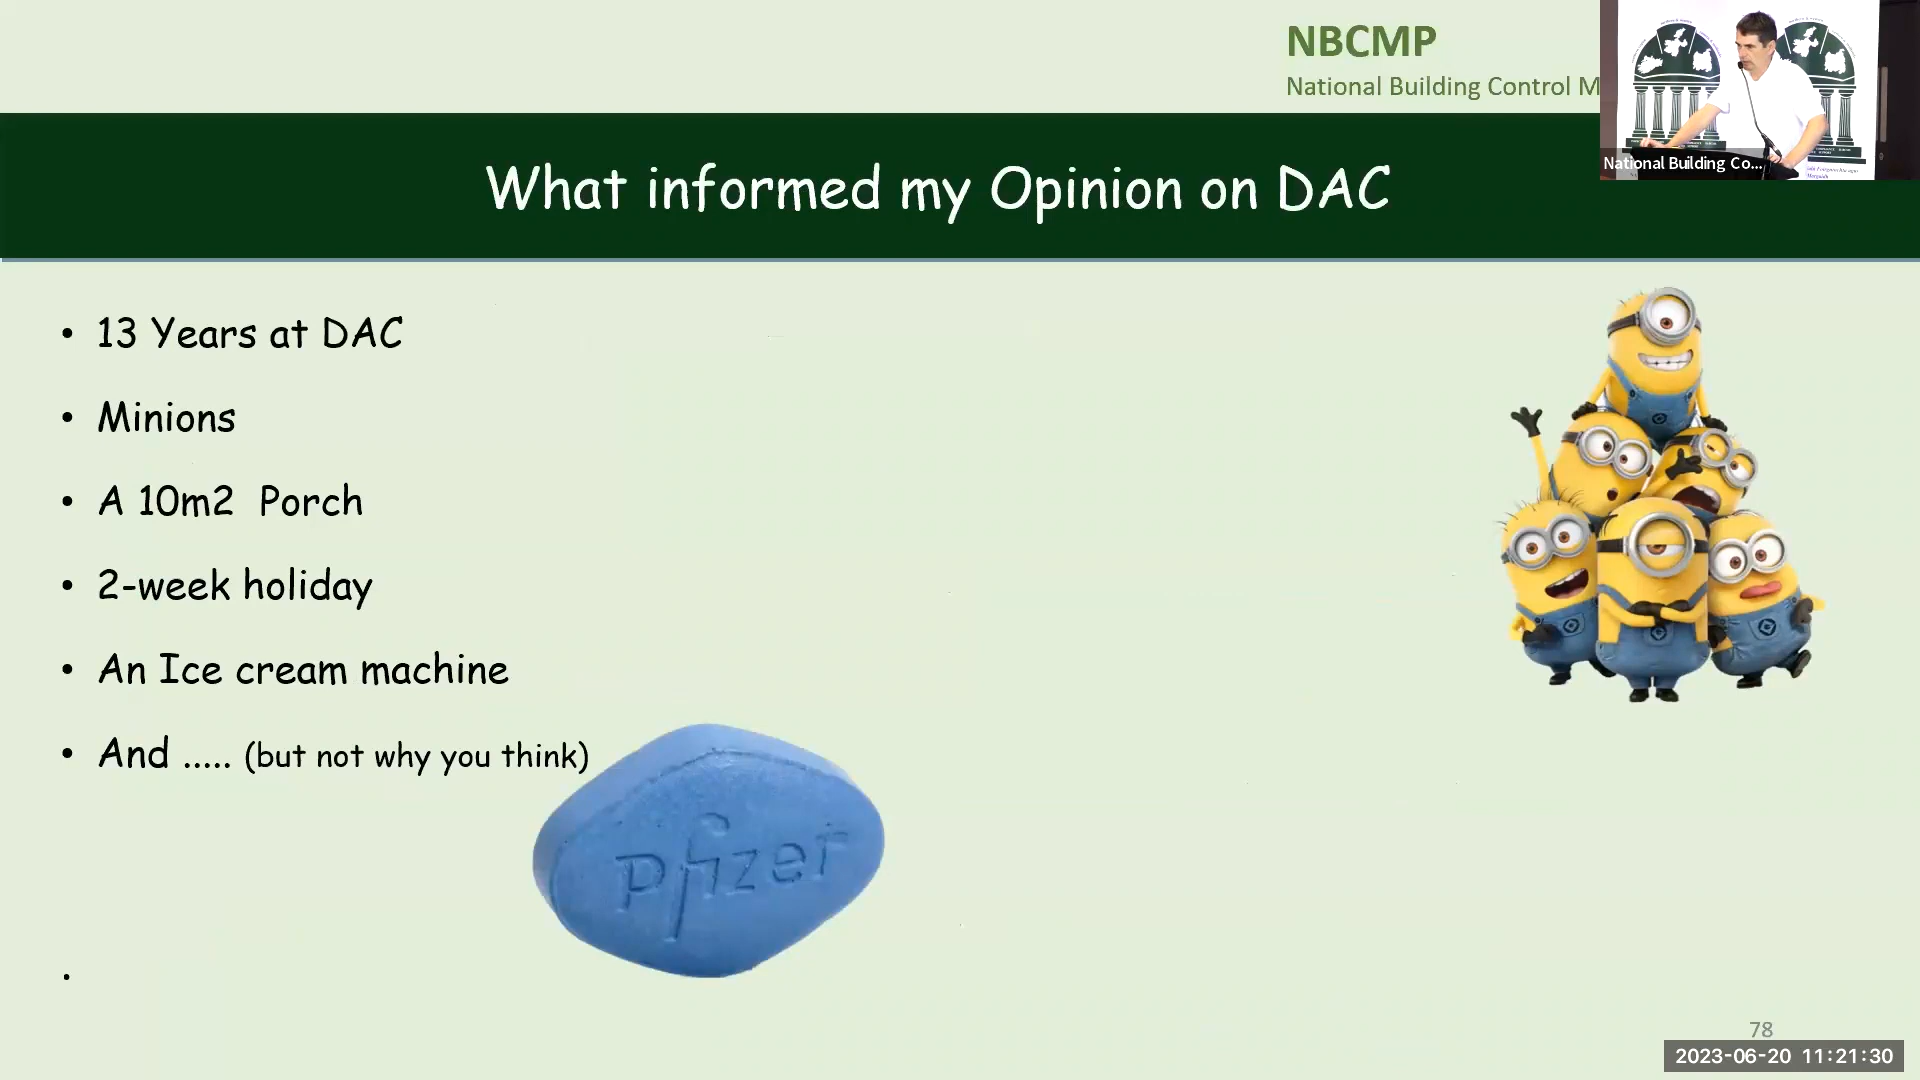 NBCMP
National Building Control M
National Building Co...
What informed my Opinion on DAC
• 13 Years at DAC
• Minions
• A 10m2  Porch
• 2-week holiday
• An Ice cream machine
• And ..... (but not why you think)
Pfizer
.
78
2023-06-20 11:21:30